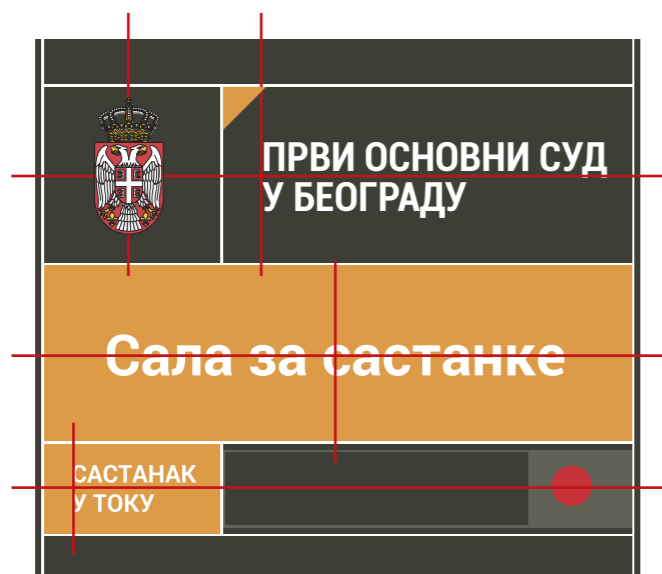 ПРВИ ОСНОВНИ СУД
У БЕОГРАДУ
Сала за састанке
САСТАНАК
У ТОКУ